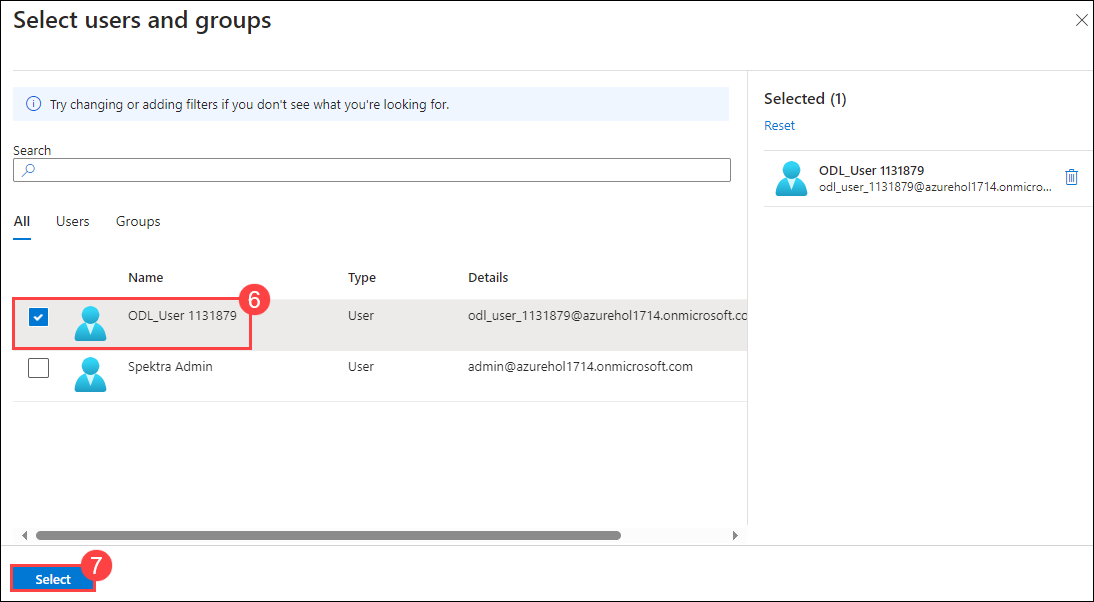 Select users and groups
Try changing or adding filters if you don't see what you're looking for.
Search
All Users Groups
Name Type Details
ODL_User 1131879 User odl_user_1131879@azurehol1714.onmicrosoft.co
6
Spektra Admin User admin@azurehol1714.onmicrosoft.com
Selected (1)
Reset
ODL_User 1131879
odl_user_1131879@azurehol1714.onmicro...
Select
7